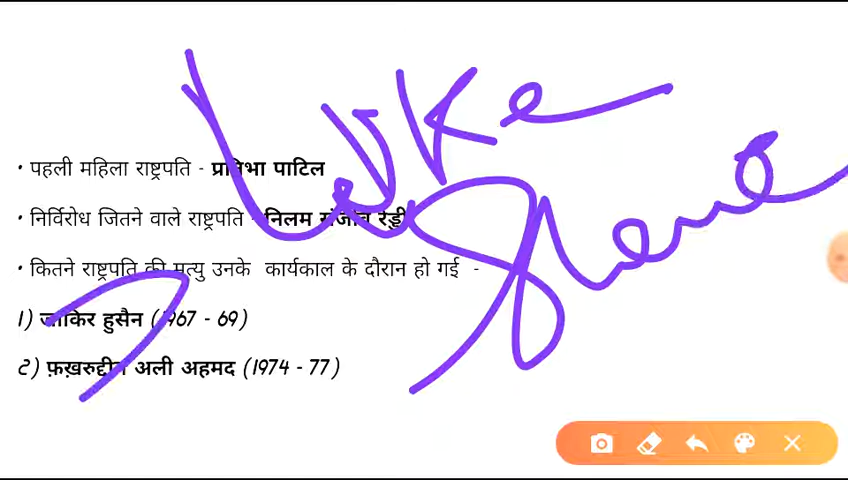 Like
Share
• पहली महिला राष्ट्रपति - प्रतिभा पाटिल
• निर्विरोध जितने वाले राष्ट्रपति - निलम संजीव रेड्डी
• कितने राष्ट्रपति की मृत्यु उनके कार्यकाल के दौरान हो गई -
1) जाकिर हुसैन (1967 - 69)
2) फ़ख़रुद्दीन अली अहमद (1974 - 77)